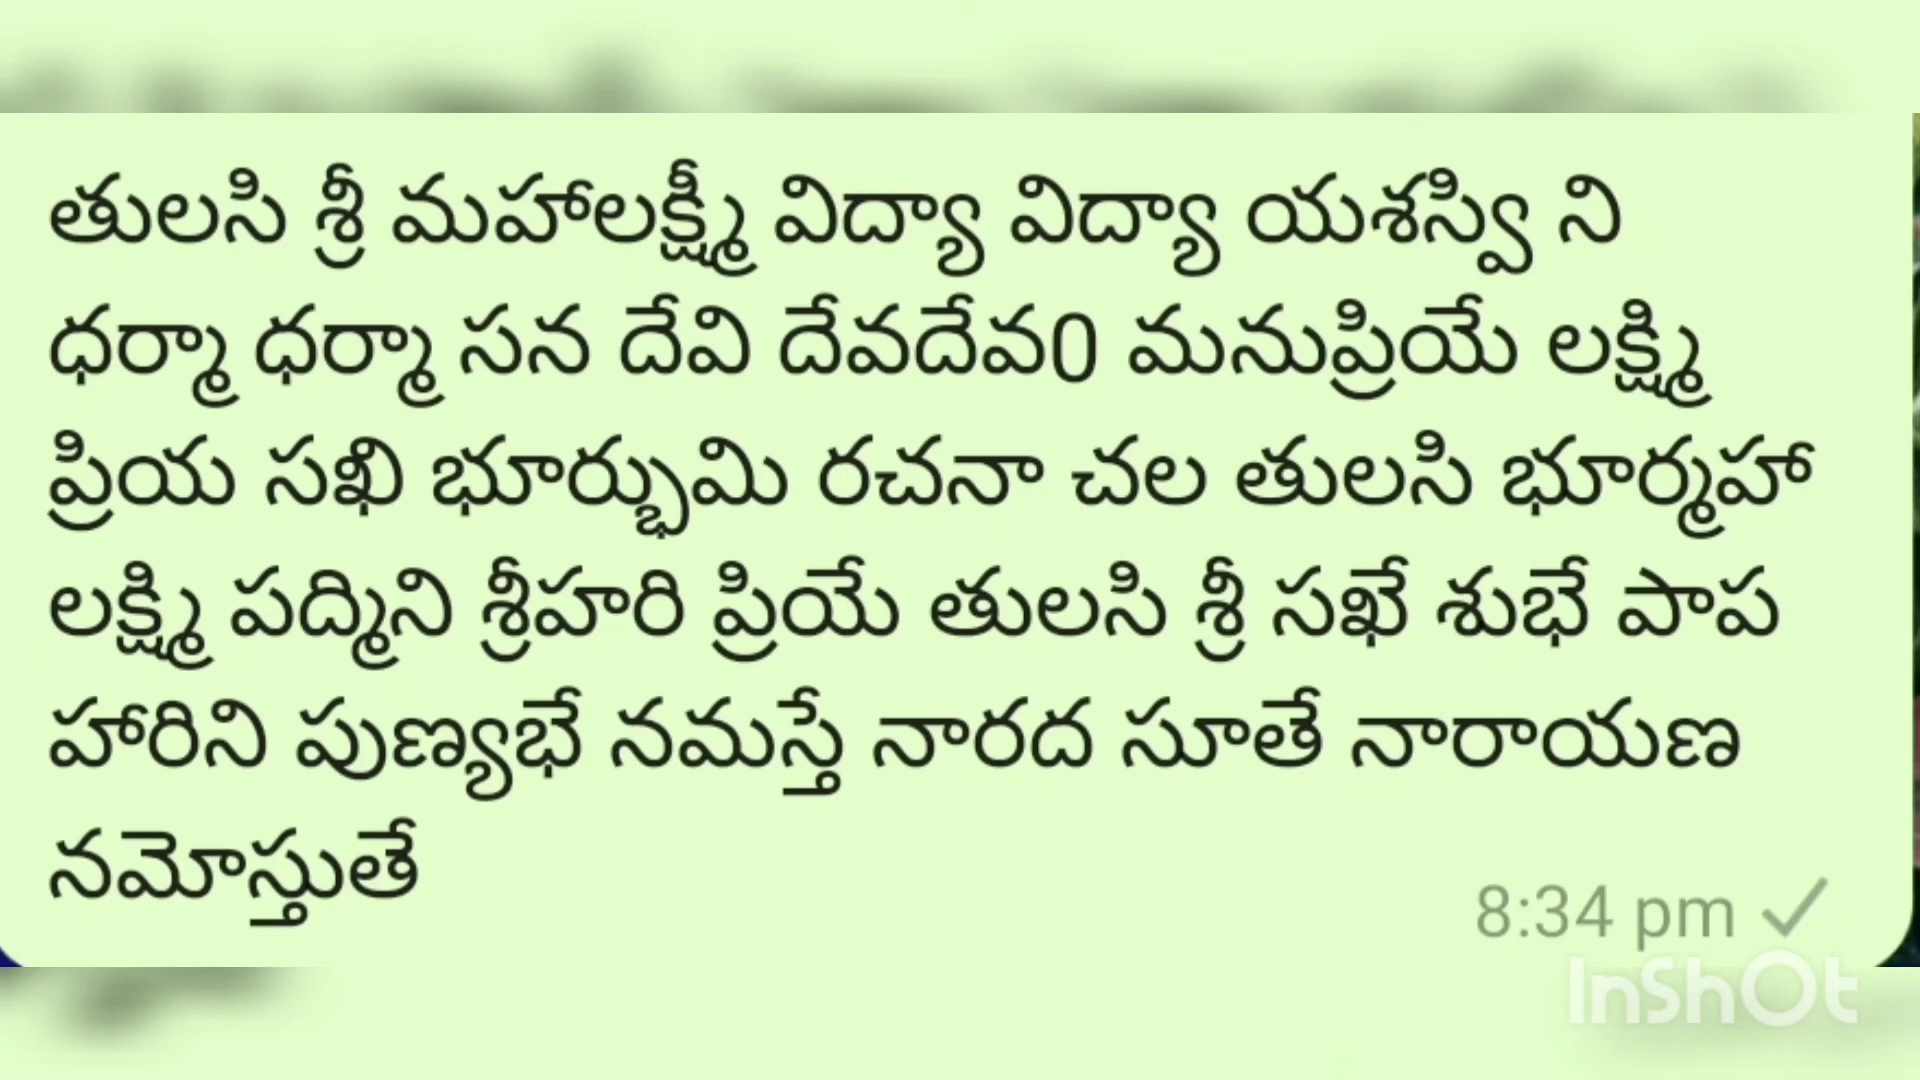 తులసి శ్రీ మహాలక్ష్మీ విద్యా విద్యా యశస్వి ని
ధర్మా ధర్మా సన దేవి దేవదేవ0 మనుప్రియే లక్ష్మి
ప్రియ సఖి భూర్భుమి రచనా చల తులసి భూర్మహా
లక్ష్మి పద్మిని శ్రీహరి ప్రియే తులసి శ్రీ సఖే శుభే పాప
హారిని పుణ్యభే నమస్తే నారద సూతే నారాయణ
నమోస్తుతే
8:34 pm
InShOt